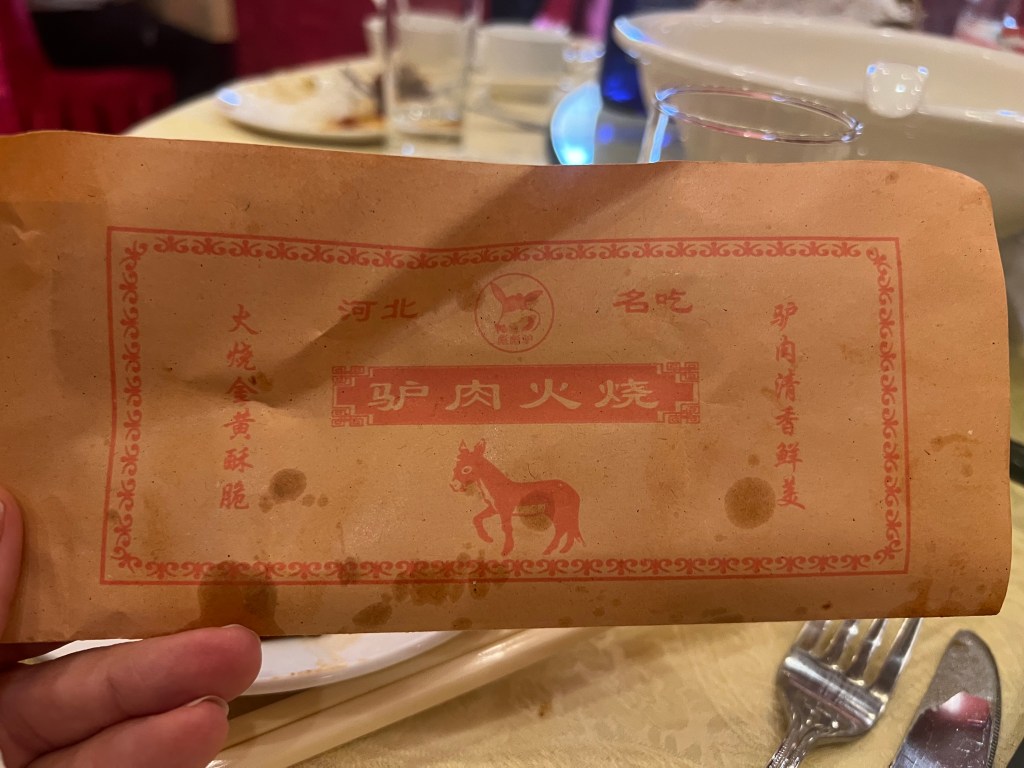 河北 名吃
驴肉火烧
驴肉清香鲜美
火烧金黄酥脆